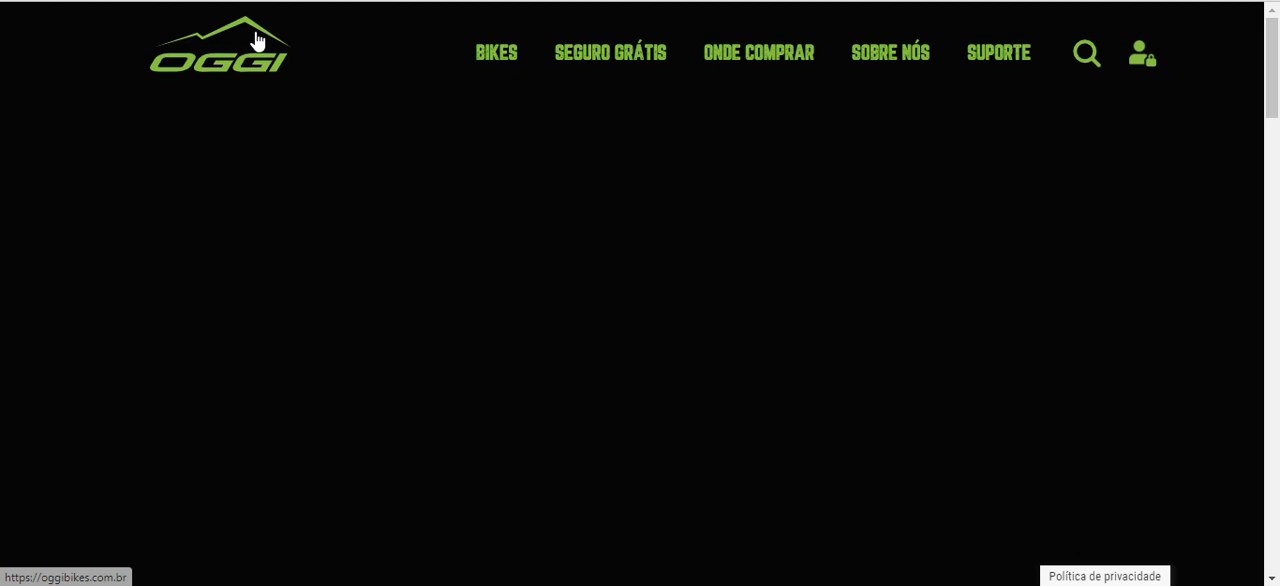 OGGI
BIKES SEGURO GRÁTIS ONDE COMPRAR SOBRE NÓS SUPORTE
https://oggibikes.com.br
Política de privacidade